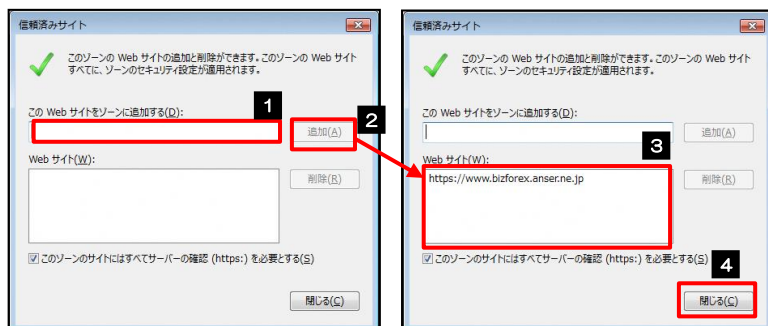 信頼済みサイト
このゾーンの Web サイトの追加と削除ができます。このゾーンの Web サイト
すべてに、ゾーンのセキュリティ設定が適用されます。
この Web サイトをゾーンに追加する(D):
1
追加(A)
2
Web サイト(W):
削除(R)
このゾーンのサイトにはすべてサーバーの確認 (https:) を必要とする(S)
閉じる(C)
信頼済みサイト
このゾーンの Web サイトの追加と削除ができます。このゾーンの Web サイト
すべてに、ゾーンのセキュリティ設定が適用されます。
この Web サイトをゾーンに追加する(D):
追加(A)
3
Web サイト(W):
https://www.bizforex.anser.ne.jp
削除(R)
このゾーンのサイトにはすべてサーバーの確認 (https:) を必要とする(S)
4
閉じる(C)